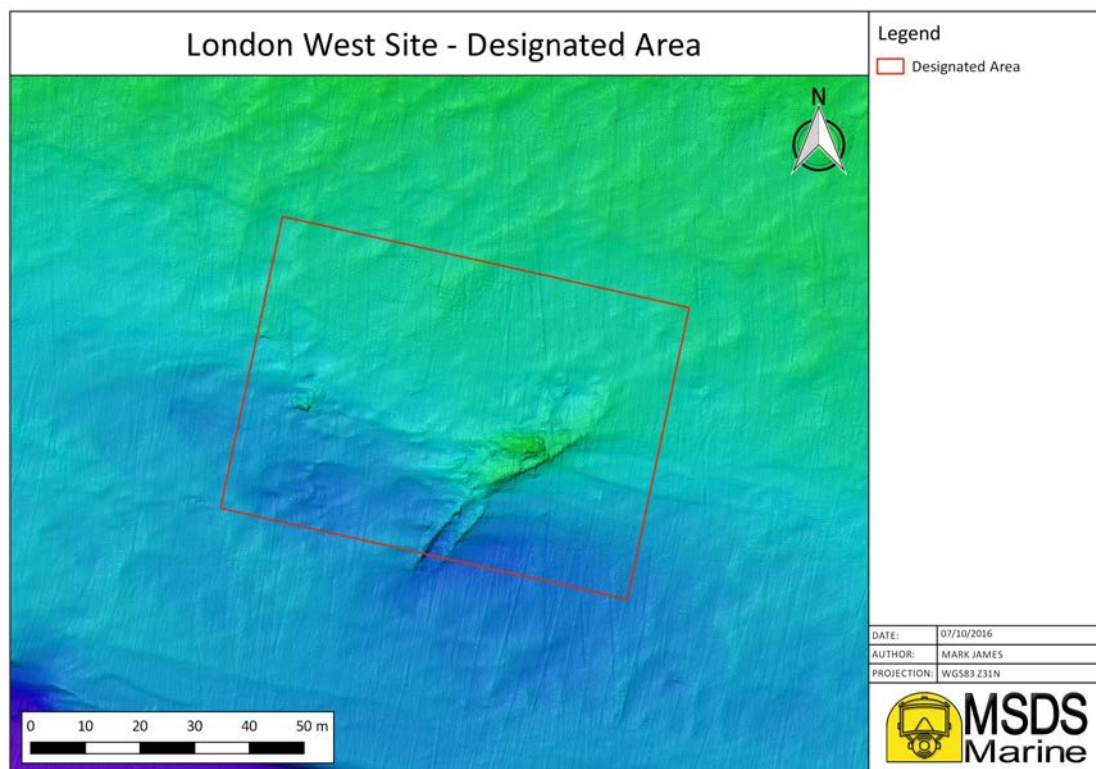 London West Site - Designated Area
Legend
Designated Area
N
0 10 20 30 40 50 m
DATE: 07/10/2016
AUTHOR: MARK JAMES
PROJECTION: WGS83 Z31N
MSDS
Marine